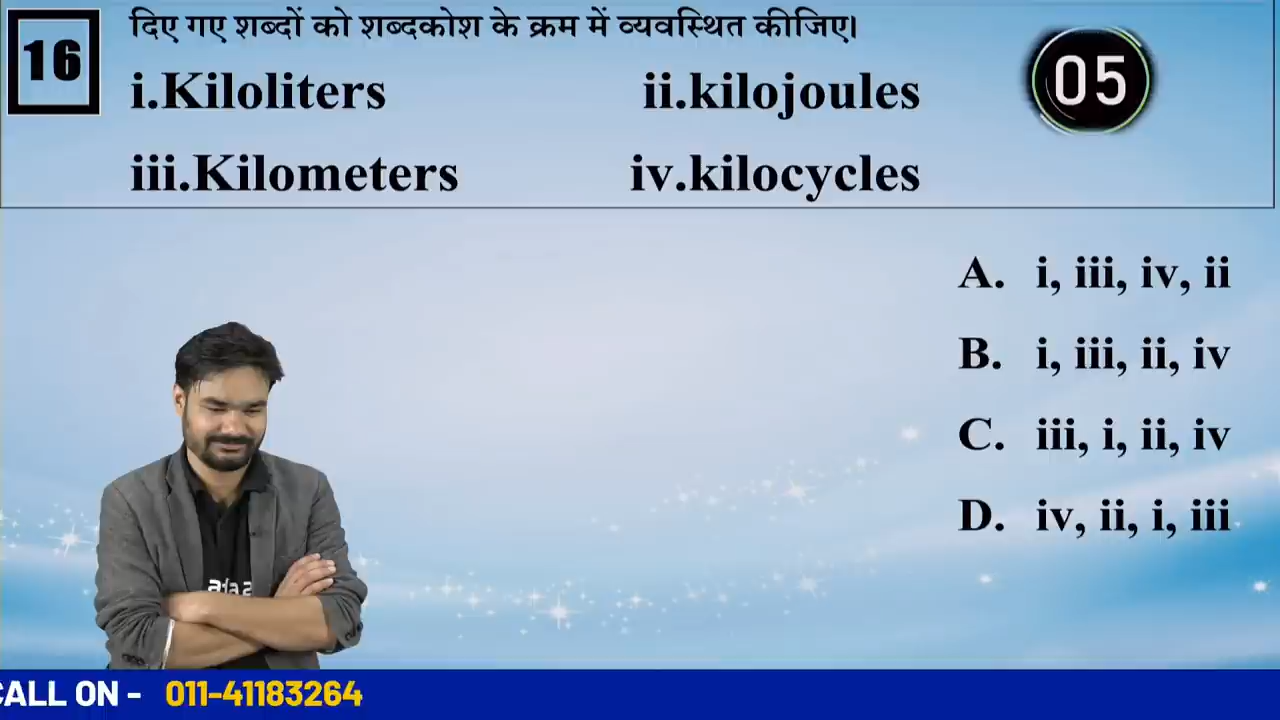 16
दिए गए शब्दों को शब्दकोश के क्रम में व्यवस्थित कीजिए।
i.Kiloliters ii.kilojoules
05
iii.Kilometers iv.kilocycles
A. i, iii, iv, ii
B. i, iii, ii, iv
C. iii, i, ii, iv
D. iv, ii, i, iii
CALL ON - 011-41183264